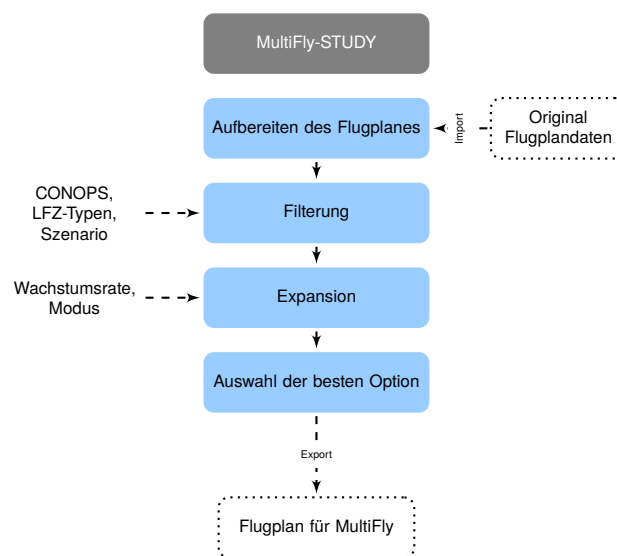 MultiFly-STUDY
Aufbereiten des Flugplanes
Import
Original
Flugplandaten
CONOPS,
LFZ-Typen,
Szenario
Filterung
Wachstumsrate,
Modus
Expansion
Auswahl der besten Option
Export
Flugplan für MultiFly